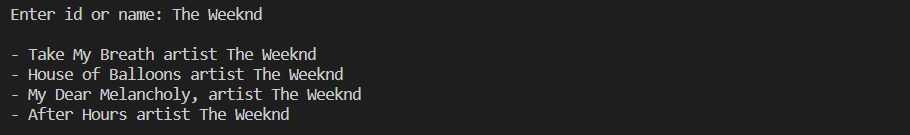 Enter id or name: The Weeknd
- Take My Breath artist The Weeknd
- House of Balloons artist The Weeknd
- My Dear Melancholy, artist The Weeknd
- After Hours artist The Weeknd